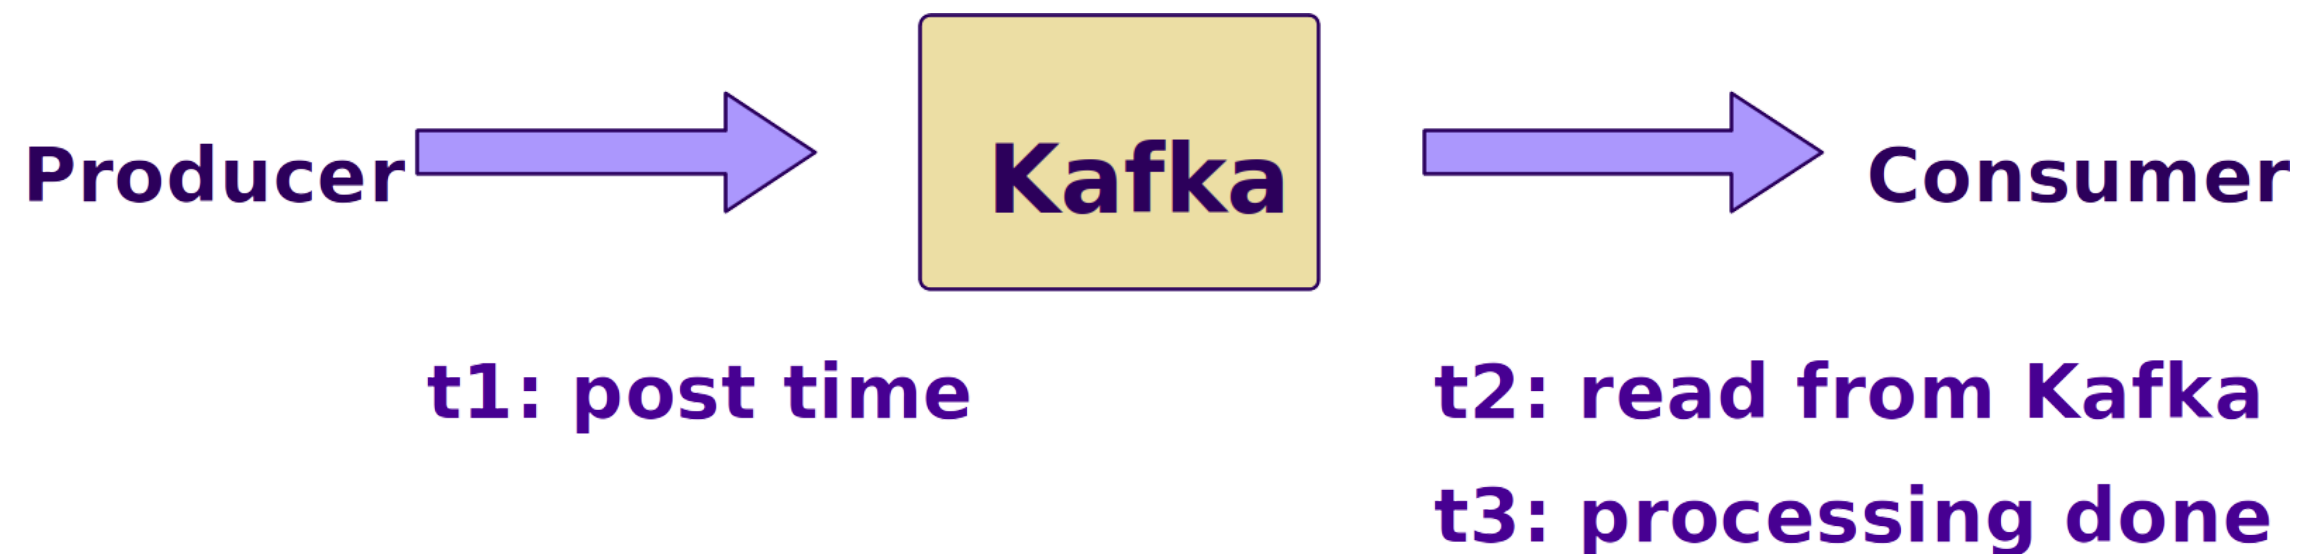 Producer
Kafka
Consumer
t1: post time
t2: read from Kafka
t3: processing done